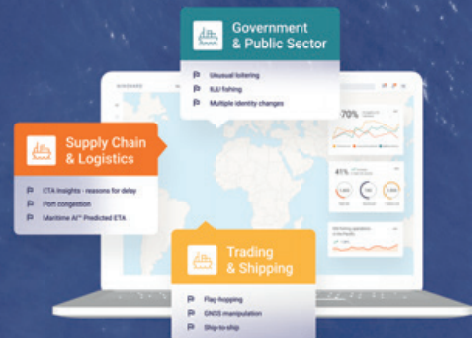 Government
& Public Sector
Unusual loitering
IUU fishing
Multiple identity changes
WINDWARD
70%
Supply Chain
& Logistics
ETA insights - reasons for delay
Port congestion
Maritime AI™ Predicted ETA
41%
Trading
& Shipping
Flag-hopping
GNSS manipulation
Ship-to-ship